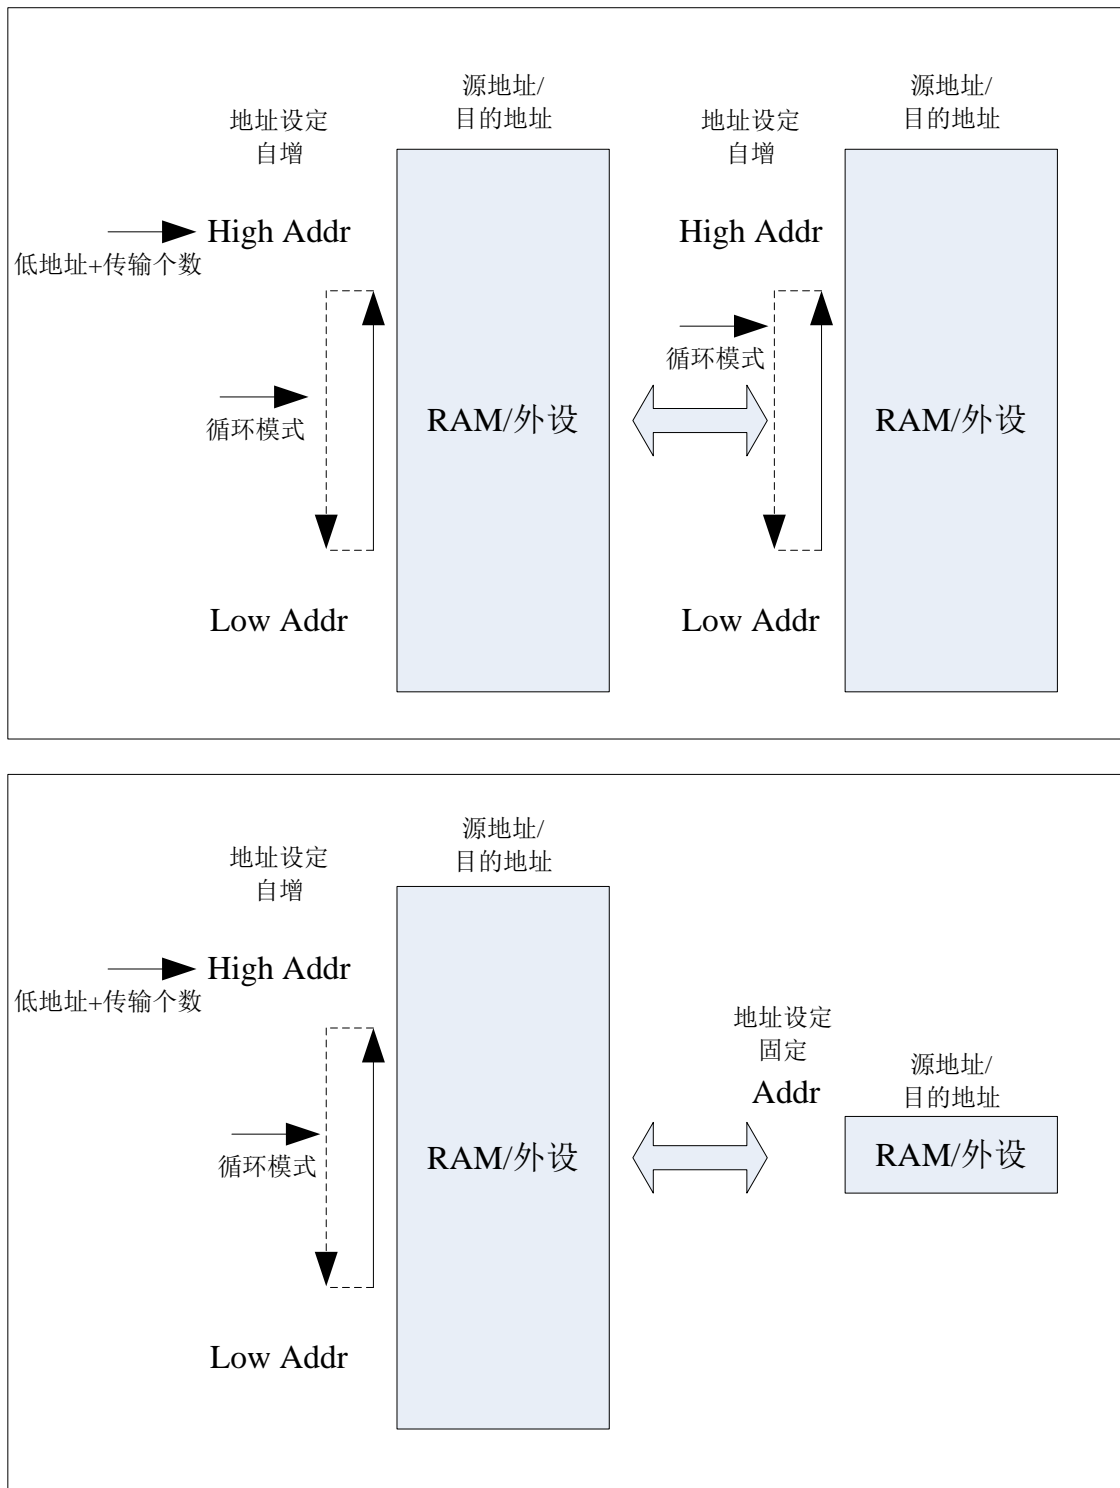 源地址/
目的地址
地址设定
自增
High Addr
低地址+传输个数
循环模式
RAM/外设
Low Addr
源地址/
目的地址
地址设定
自增
High Addr
循环模式
RAM/外设
Low Addr
源地址/
目的地址
地址设定
自增
High Addr
低地址+传输个数
循环模式
RAM/外设
Low Addr
地址设定
固定
Addr
源地址/
目的地址
RAM/外设